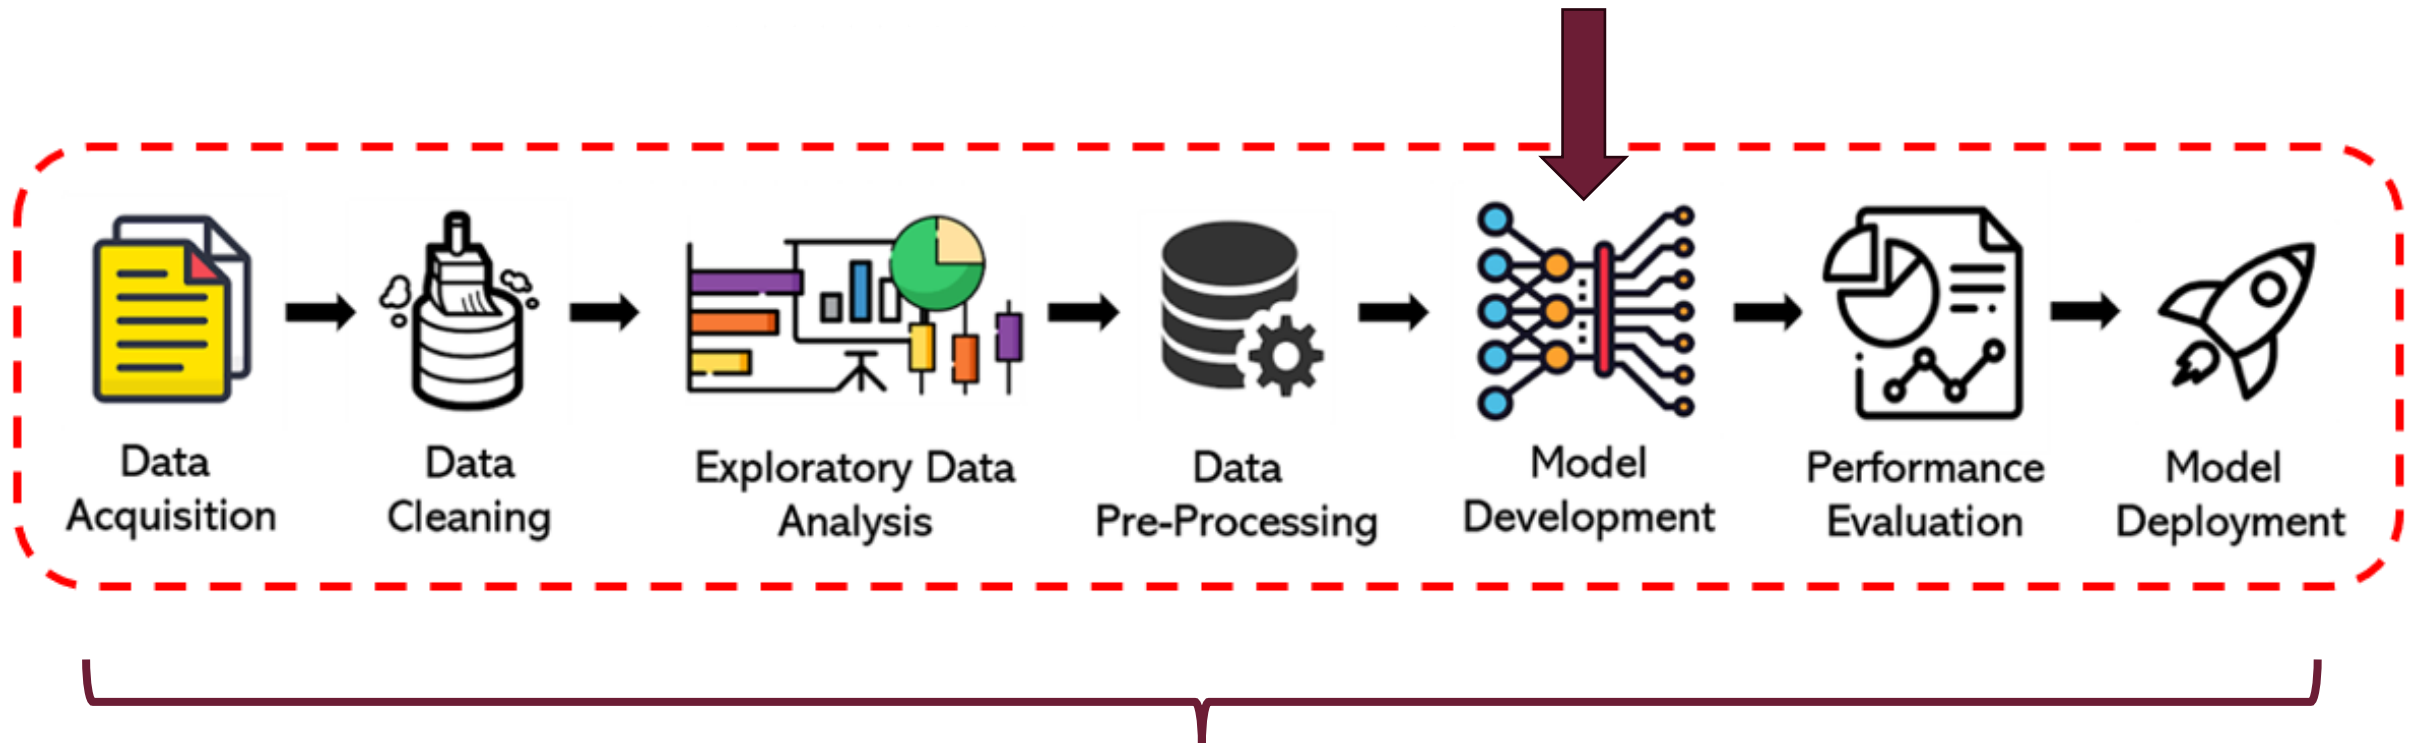 Data
Acquisition
Data
Cleaning
Exploratory Data
Analysis
Data
Pre-Processing
Model
Development
Performance
Evaluation
Model
Deployment